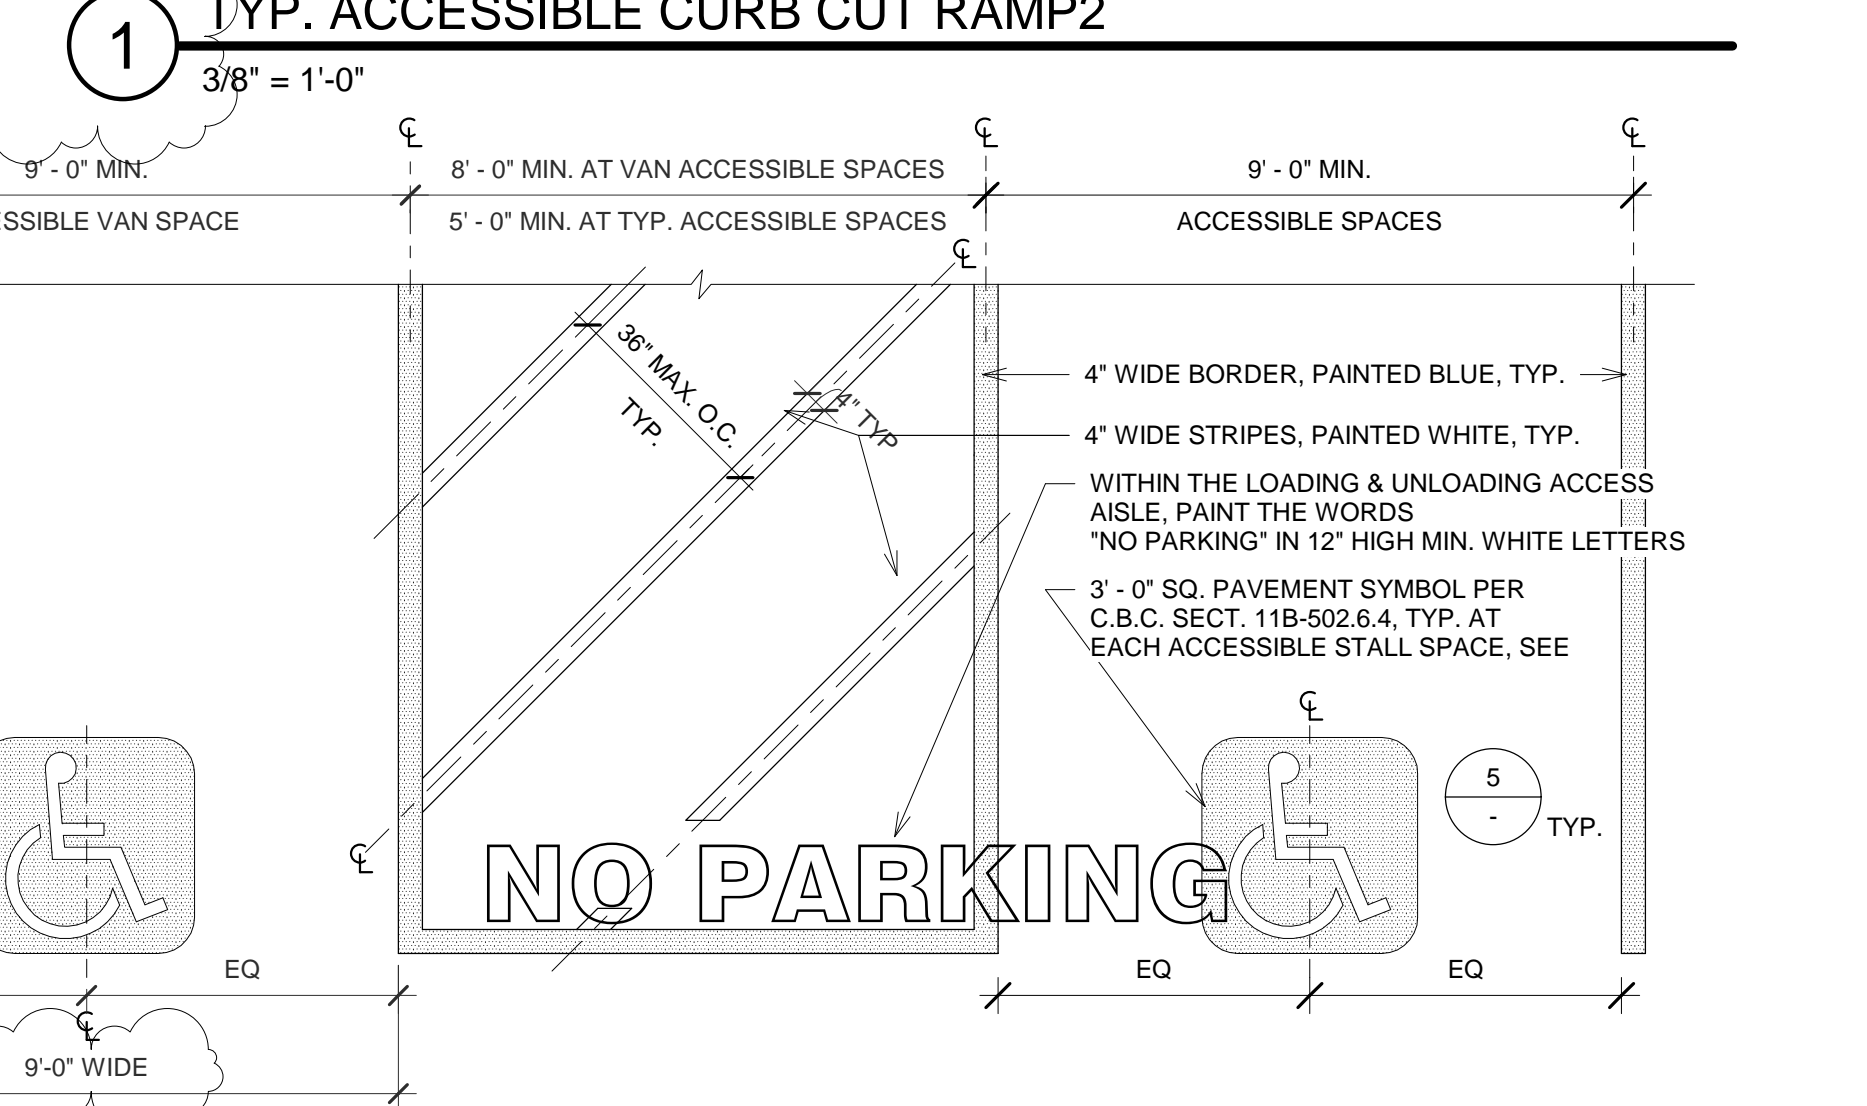 TYP. ACCESSIBLE CURB CUT RAMP2
1
3/8" = 1'-0"
9' - 0" MIN.
8' - 0" MIN. AT VAN ACCESSIBLE SPACES
9' - 0" MIN.
VAN SPACE
5' - 0" MIN. AT TYP. ACCESSIBLE SPACES
ACCESSIBLE SPACES
36" MAX. O.C.
TYP.
4" TYP
4" WIDE BORDER, PAINTED BLUE, TYP.
4" WIDE STRIPES, PAINTED WHITE, TYP.
WITHIN THE LOADING & UNLOADING ACCESS
AISLE, PAINT THE WORDS
"NO PARKING" IN 12" HIGH MIN. WHITE LETTERS
3' - 0" SQ. PAVEMENT SYMBOL PER
C.B.C. SECT. 11B-502.6.4, TYP. AT
EACH ACCESSIBLE STALL SPACE, SEE
5
-
TYP.
NO PARKING
EQ
EQ
EQ
9'-0" WIDE